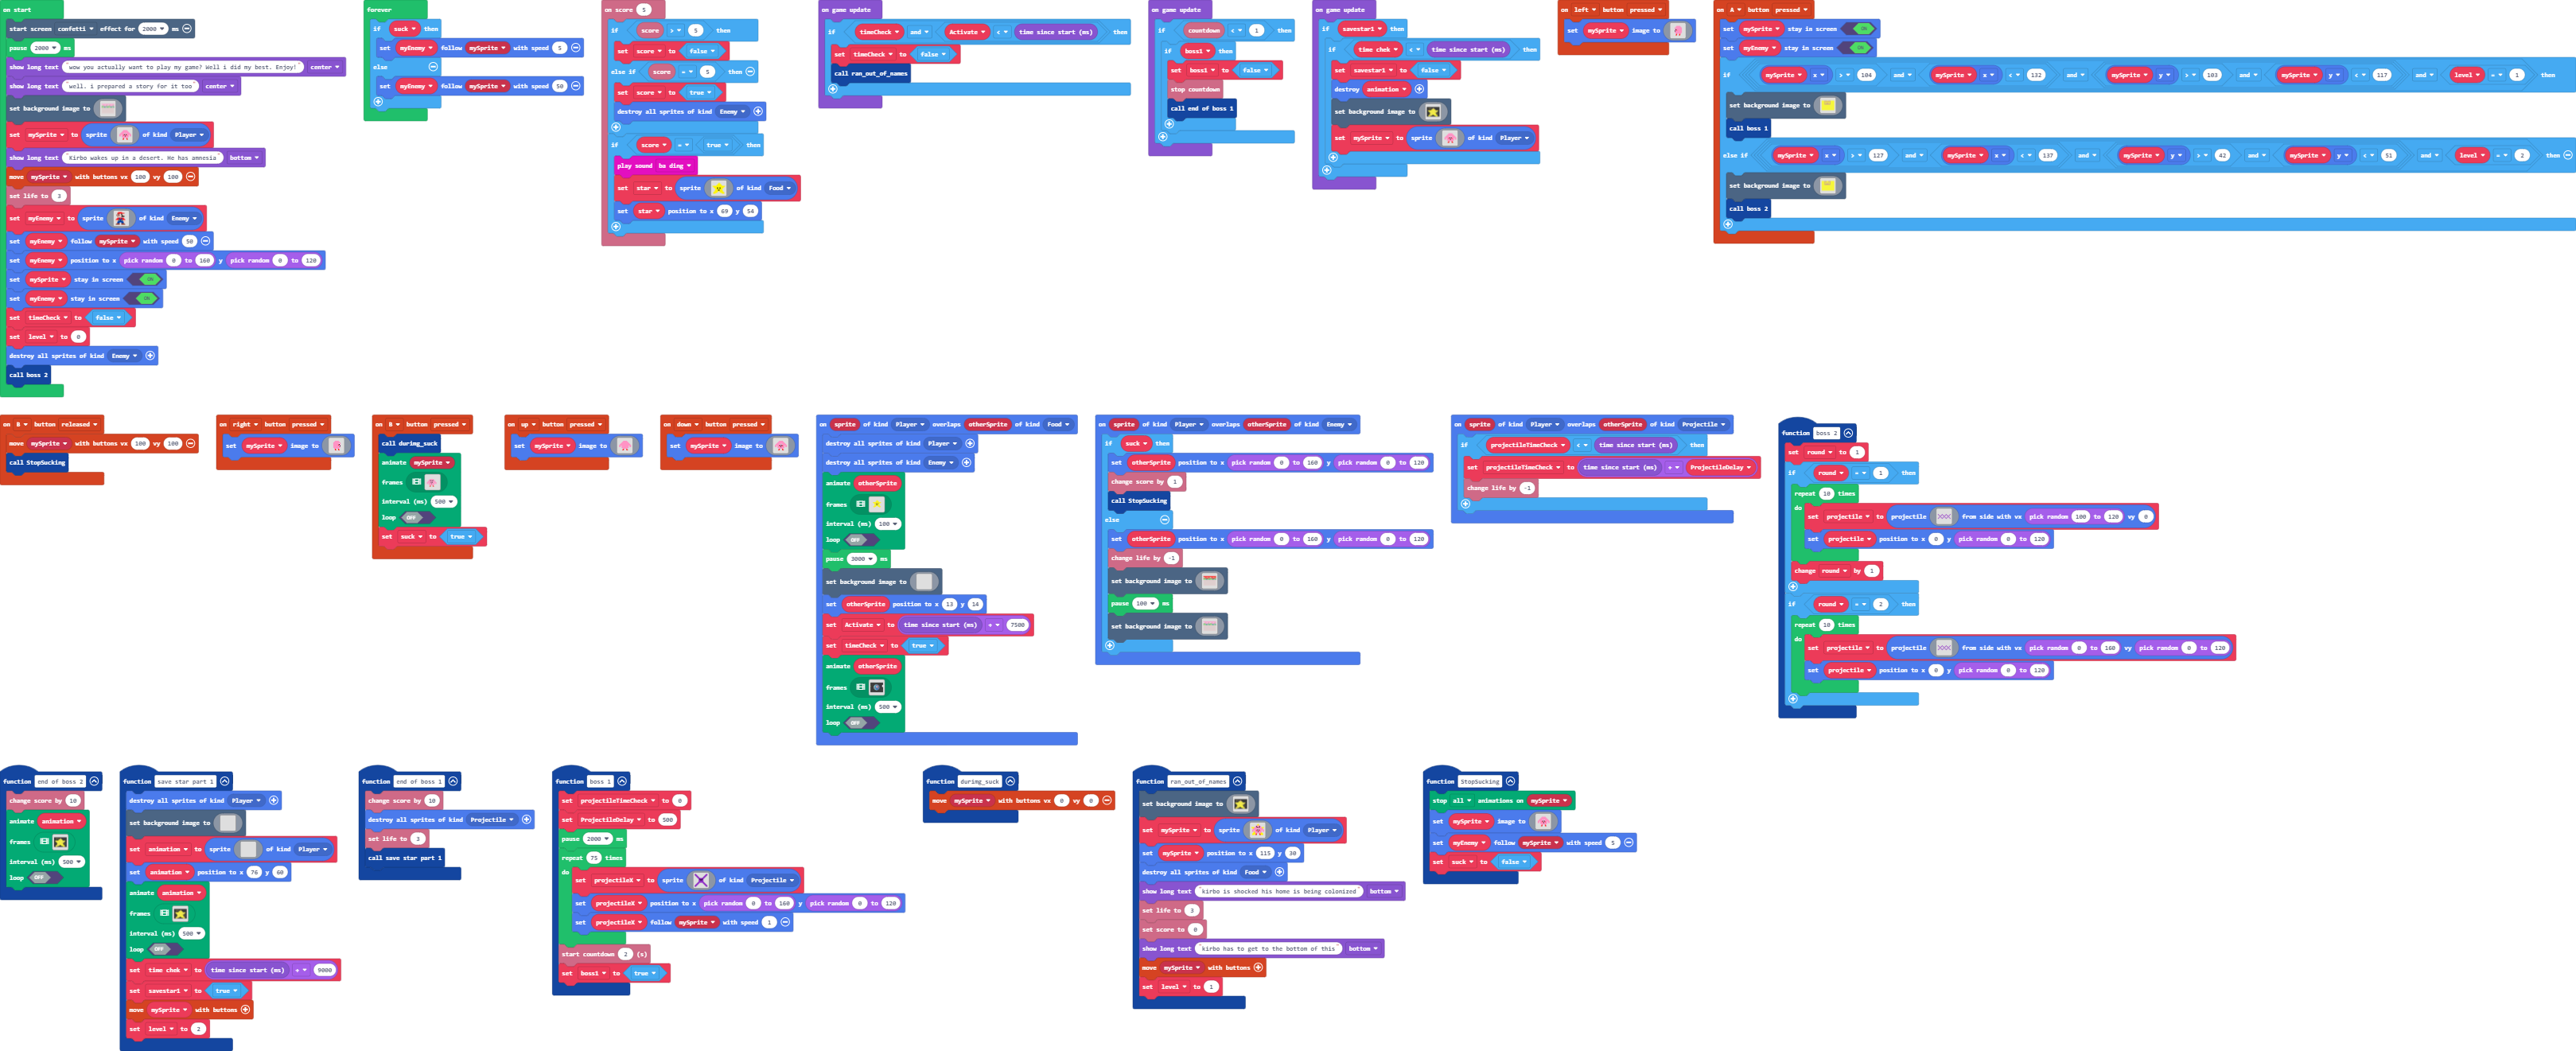 on start
start screen confetti effect for 2000 ms
pause 2000 ms
show long text "wow you actually want to play my game? Well i did my best. Enjoy!" center
show long text "well. i prepared a story for it too" center
set background image to
set mySprite to sprite of kind Player
show long text "Kirbo wakes up in a desert. He has amnesia" bottom
move mySprite with buttons vx 100 vy 100
set life to 3
set myEnemy to sprite of kind Enemy
set myEnemy follow mySprite with speed 50
set myEnemy position to x pick random 0 to 160 y pick random 0 to 120
set mySprite stay in screen ON
set myEnemy stay in screen ON
set timeCheck to false
set level to 0
destroy all sprites of kind Enemy
call boss 2
forever
if suck then
set myEnemy follow mySprite with speed 5
else
set myEnemy follow mySprite with speed 50
on score 5
if score > 5 then
set score to false
else if score = 5 then
set score to true
destroy all sprites of kind Enemy
if score = true then
play sound ba ding
set star to sprite of kind Food
set star position to x 69 y 54
on game update
if timeCheck and Activate < time since start (ms) then
set timeCheck to false
call ran_out_of_names
on game update
if countdown < 1 then
if boss1 then
set boss1 to false
stop countdown
call end of boss 1
on game update
if savestar1 then
if time chek < time since start (ms) then
set savestar1 to false
destroy animation
set background image to
set mySprite to sprite of kind Player
on left button pressed
set mySprite image to
on A button pressed
set mySprite stay in screen ON
set myEnemy stay in screen ON
if mySprite x > 104 and mySprite x < 132 and mySprite y > 103 and mySprite y < 117 and level = 1 then
set background image to
call boss 1
else if mySprite x > 127 and mySprite x < 137 and mySprite y > 42 and mySprite y < 51 and level = 2 then
set background image to
call boss 2
on B button released
move mySprite with buttons vx 100 vy 100
call StopSucking
on right button pressed
set mySprite image to
on B button pressed
call durimg_suck
animate mySprite
frames
interval (ms) 500
loop OFF
set suck to true
on up button pressed
set mySprite image to
on down button pressed
set mySprite image to
on sprite of kind Player overlaps otherSprite of kind Food
destroy all sprites of kind Player
destroy all sprites of kind Enemy
animate otherSprite
frames
interval (ms) 100
loop OFF
pause 3000 ms
set background image to
set otherSprite position to x 13 y 14
set Activate to time since start (ms) + 7500
set timeCheck to true
animate otherSprite
frames
interval (ms) 500
loop OFF
on sprite of kind Player overlaps otherSprite of kind Enemy
if suck then
set otherSprite position to x pick random 0 to 160 y pick random 0 to 120
change score by 1
call StopSucking
else
set otherSprite position to x pick random 0 to 160 y pick random 0 to 120
change life by -1
set background image to
pause 100 ms
set background image to
on sprite of kind Player overlaps otherSprite of kind Projectile
if projectileTimeCheck < time since start (ms) then
set projectileTimeCheck to time since start (ms) + ProjectileDelay
change life by -1
function boss 2
set round to 1
if round = 1 then
repeat 10 times
do
set projectile to projectile from side with vx pick random 100 to 120 vy 0
set projectile position to x 0 y pick random 0 to 120
change round by 1
if round = 2 then
repeat 10 times
do
set projectile to projectile from side with vx pick random 0 to 160 vy pick random 0 to 120
set projectile position to x 0 y pick random 0 to 120
function end of boss 2
change score by 10
animate animation
frames
interval (ms) 500
loop OFF
function save star part 1
destroy all sprites of kind Player
set background image to
set animation to sprite of kind Player
set animation position to x 76 y 60
animate animation
frames
interval (ms) 500
loop OFF
set time chek to time since start (ms) + 9000
set savestar1 to true
move mySprite with buttons
set level to 2
function end of boss 1
change score by 10
destroy all sprites of kind Projectile
set life to 3
call save star part 1
function boss 1
set projectileTimeCheck to 0
set ProjectileDelay to 500
pause 2000 ms
repeat 75 times
do
set projectileX to sprite of kind Projectile
set projectileX position to x pick random 0 to 160 y pick random 0 to 120
set projectileX follow mySprite with speed 1
start countdown 2 (s)
set boss1 to true
function durimg_suck
move mySprite with buttons vx 0 vy 0
function ran_out_of_names
set background image to
set mySprite to sprite of kind Player
set mySprite position to x 115 y 30
destroy all sprites of kind Food
show long text "kirbo is shocked his home is being colonized" bottom
set life to 3
set score to 0
show long text "kirbo has to get to the bottom of this" bottom
move mySprite with buttons
set level to 1
function StopSucking
stop all animations on mySprite
set mySprite image to
set myEnemy follow mySprite with speed 5
set suck to false